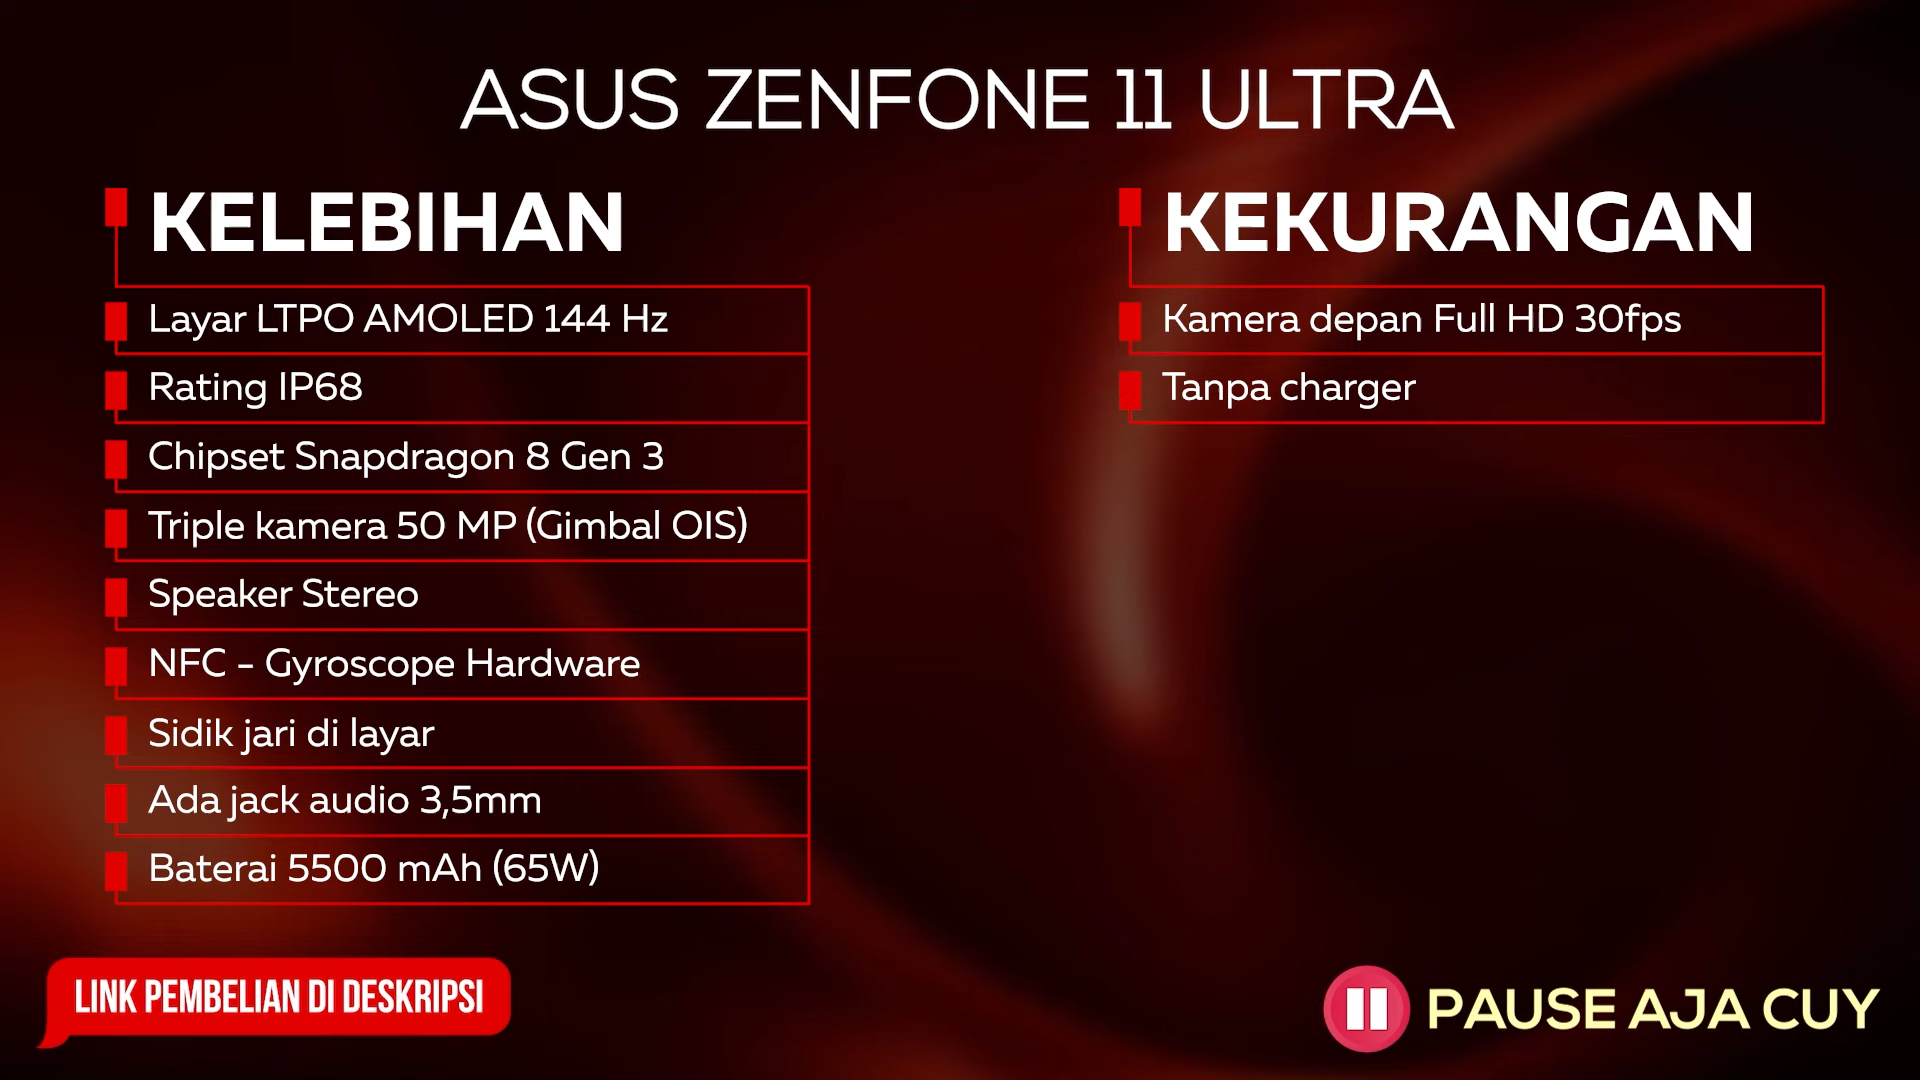 ASUS ZENFONE 11 ULTRA
KELEBIHAN
Layar LTPO AMOLED 144 Hz
Rating IP68
Chipset Snapdragon 8 Gen 3
Triple kamera 50 MP (Gimbal OIS)
Speaker Stereo
NFC - Gyroscope Hardware
Sidik jari di layar
Ada jack audio 3,5mm
Baterai 5500 mAh (65W)
KEKURANGAN
Kamera depan Full HD 30fps
Tanpa charger
LINK PEMBELIAN DI DESKRIPSI
PAUSE AJA CUY